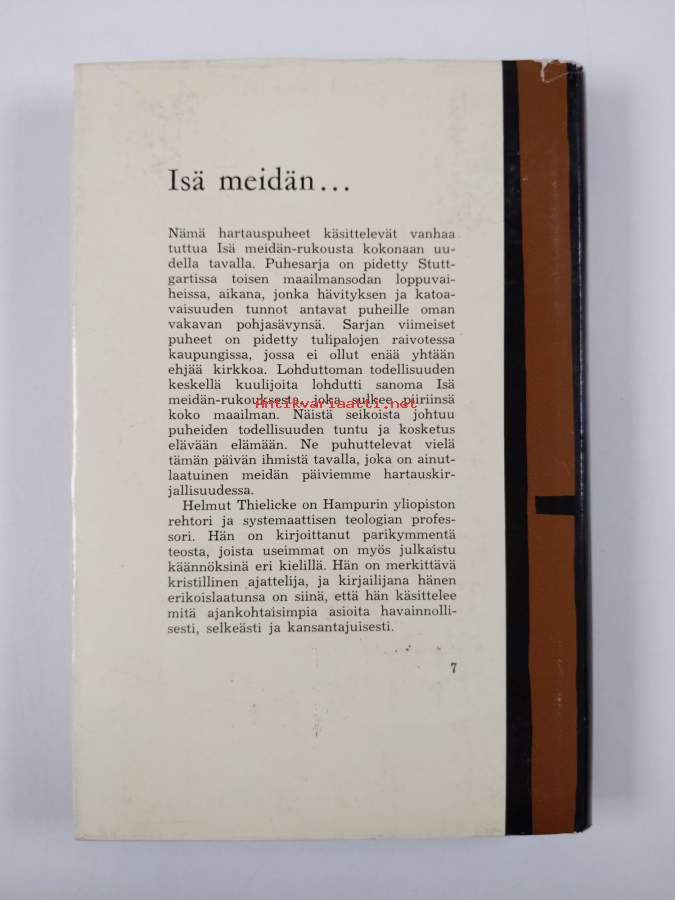 Isä meidän...
Nämä hartauspuheet käsittelevät vanhaa
tuttua Isä meidän-rukousta kokonaan uu-
della tavalla. Puhesarja on pidetty Stutt-
gartissa toisen maailmansodan loppuvai-
heissa, aikana, jonka hävityksen ja katoa-
vaisuuden tunnot antavat puheille oman
vakavan pohjasävynsä. Sarjan viimeiset
puheet on pidetty tulipalojen raivotessa
kaupungissa, jossa ei ollut enää yhtään
ehjää kirkkoa. Lohduttoman todellisuuden
keskellä kuulijoita lohdutti sanoma Isä
meidän-rukouksesta, joka sulkee piiriinsä
Antikvariaatti.net
koko maailman. Näistä seikoista johtuu
puheiden todellisuuden tuntu ja kosketus
elävään elämään. Ne puhuttelevat vielä
tämän päivän ihmistä tavalla, joka on ainut-
laatuinen meidän päiviemme hartauskir-
jallisuudessa.
Helmut Thielicke on Hampurin yliopiston
rehtori ja systemaattisen teologian profes-
sori. Hän on kirjoittanut parikymmentä
teosta, joista useimmat on myös julkaistu
käännöksinä eri kielillä. Hän on merkittävä
kristillinen ajattelija, ja kirjailijana hänen
erikoislaatunsa on siinä, että hän käsittelee
mitä ajankohtaisimpia asioita havainnolli-
sesti, selkeästi ja kansantajuisesti.
7